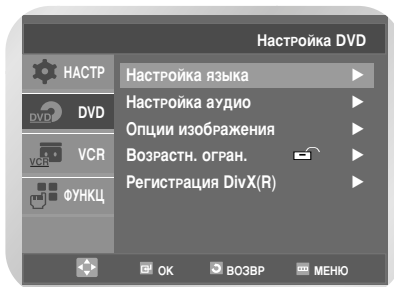 Настройка DVD
НАСТР
Настройка языка
DVD
DVD
Настройка аудио
Опции изображения
VCR
VCR
Возрастн. огран.
ФУНКЦ
Регистрация DivX(R)
ОК
ВОЗВР
МЕНЮ